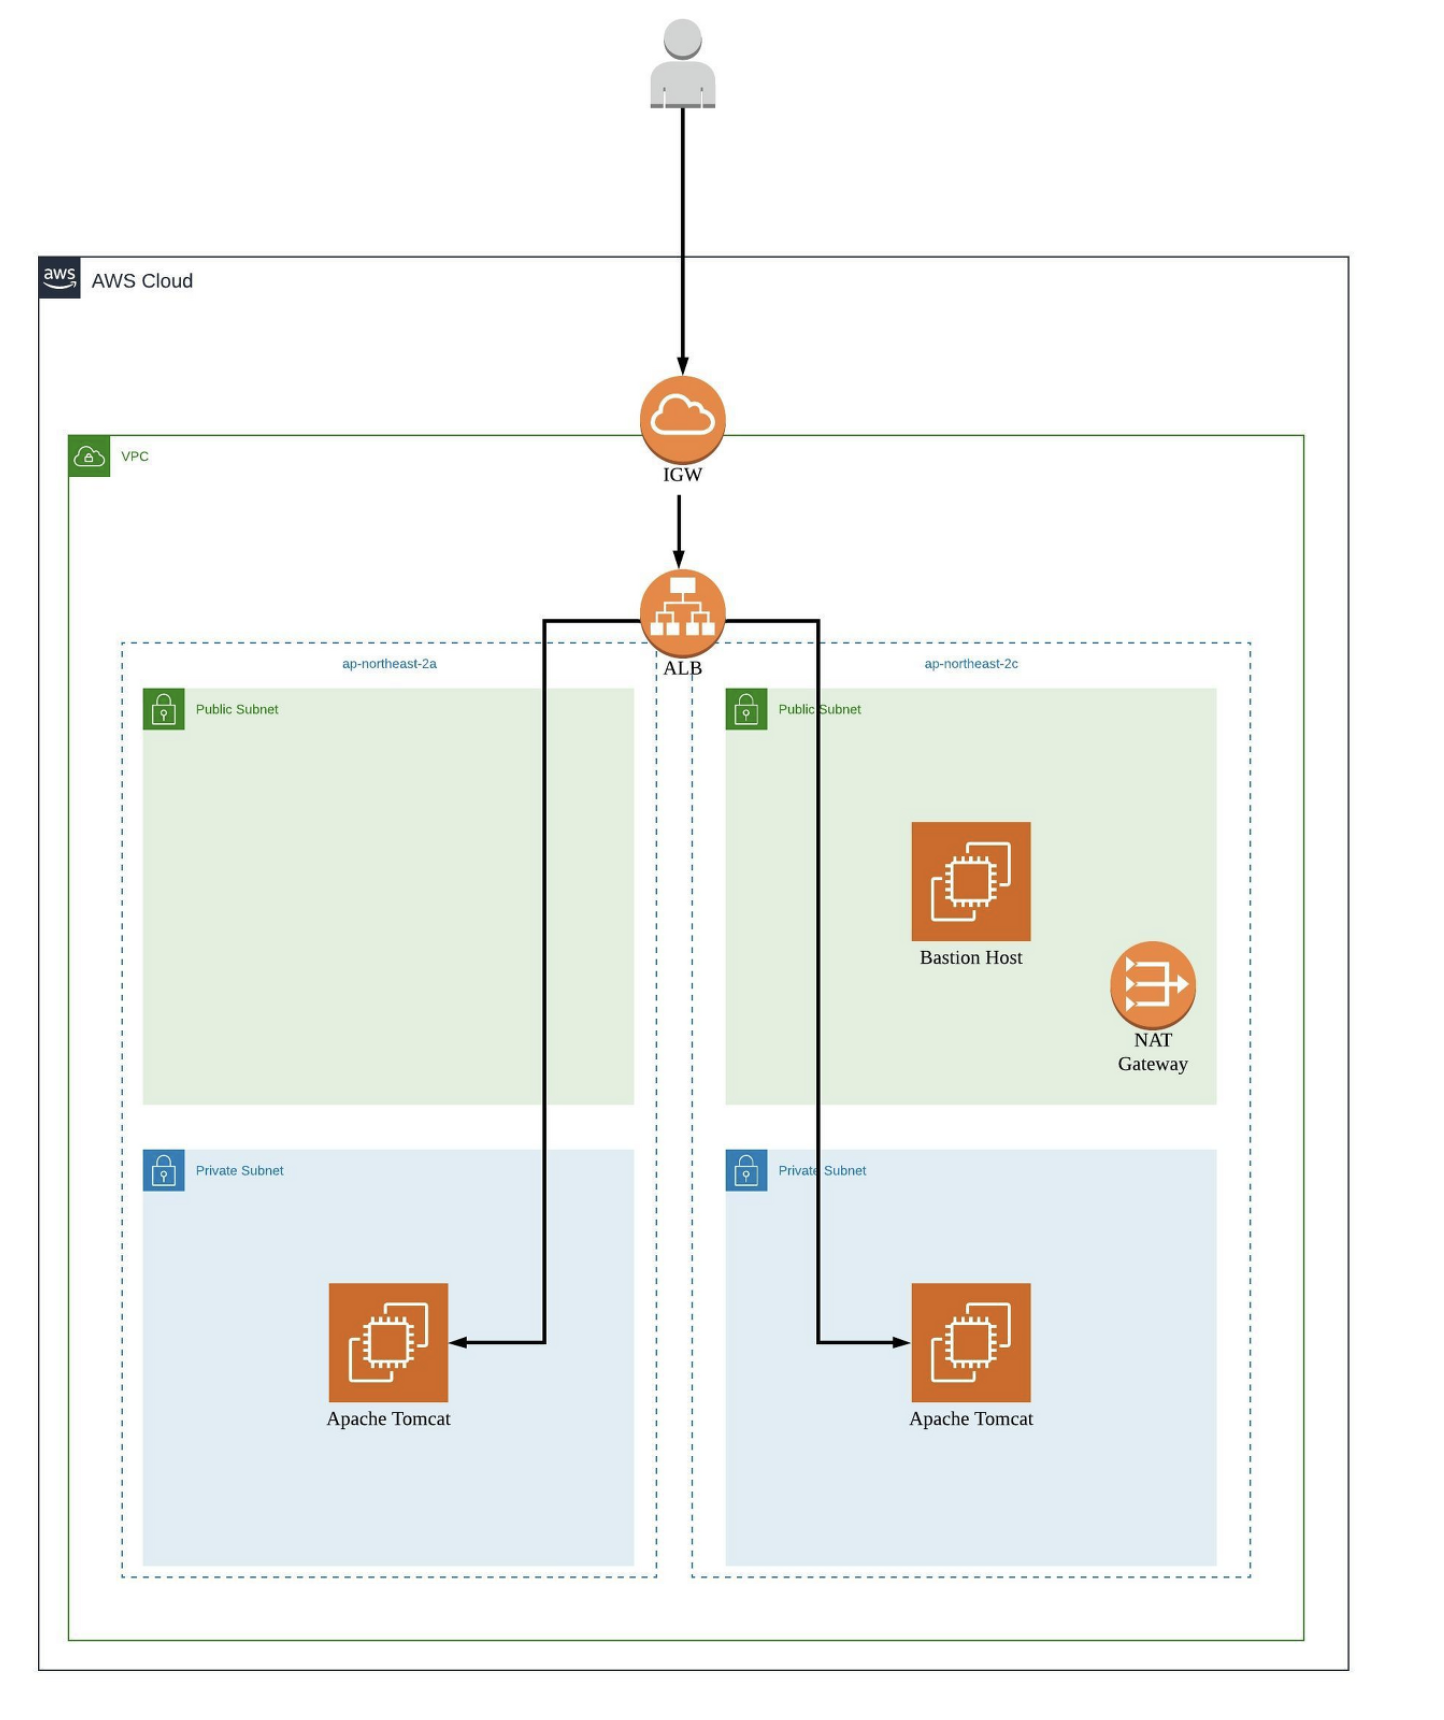 aws
AWS Cloud
IGW
VPC
ALB
ap-northeast-2a
ap-northeast-2c
Public Subnet
Public Subnet
Bastion Host
NAT
Gateway
Private Subnet
Private Subnet
Apache Tomcat
Apache Tomcat